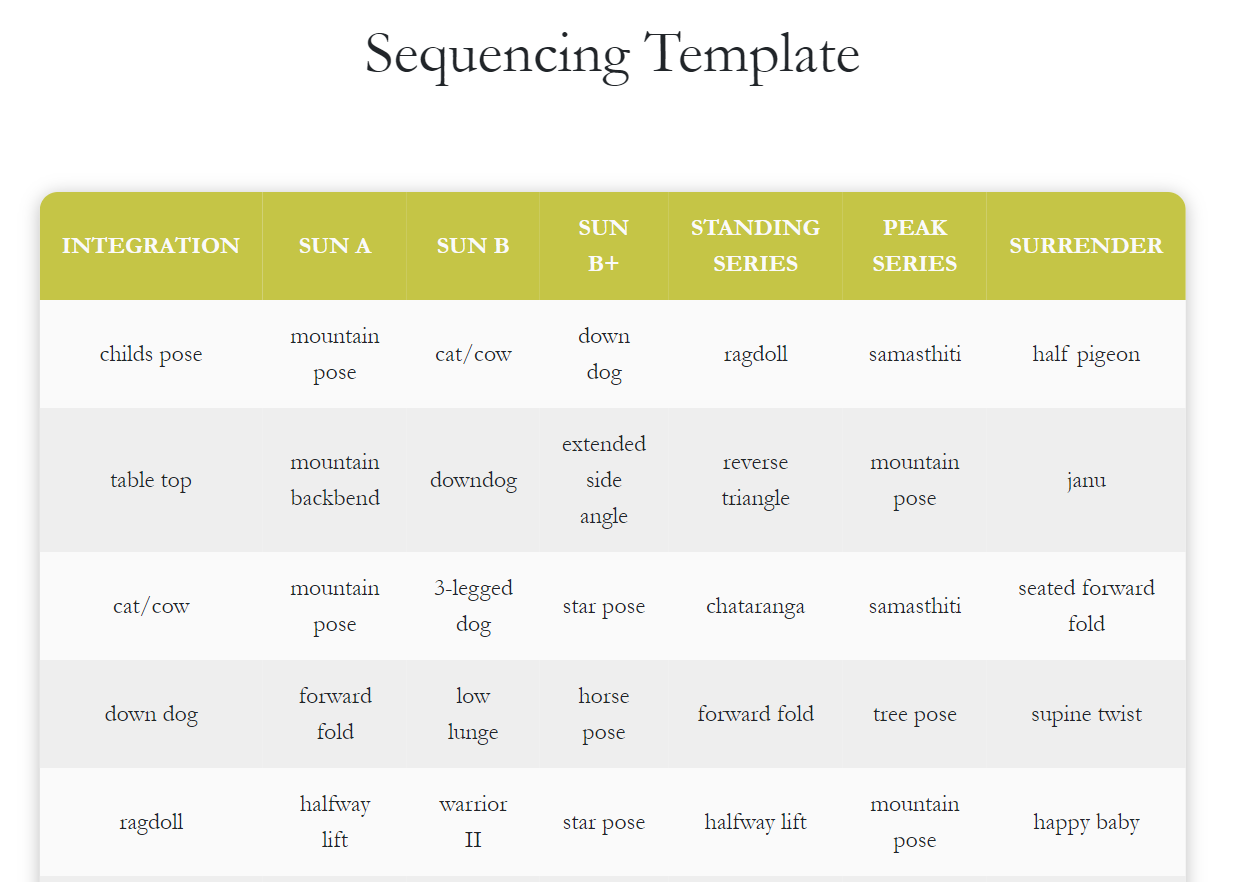 Sequencing Template
INTEGRATION SUN A SUN B SUN B+ STANDING SERIES PEAK SERIES SURRENDER
childs pose mountain pose cat/cow down dog ragdoll samasthiti half pigeon
table top mountain backbend downdog extended side angle reverse triangle mountain pose janu
cat/cow mountain pose 3-legged dog star pose chataranga samasthiti seated forward fold
down dog forward fold low lunge horse pose forward fold tree pose supine twist
ragdoll halfway lift warrior II star pose halfway lift mountain pose happy baby